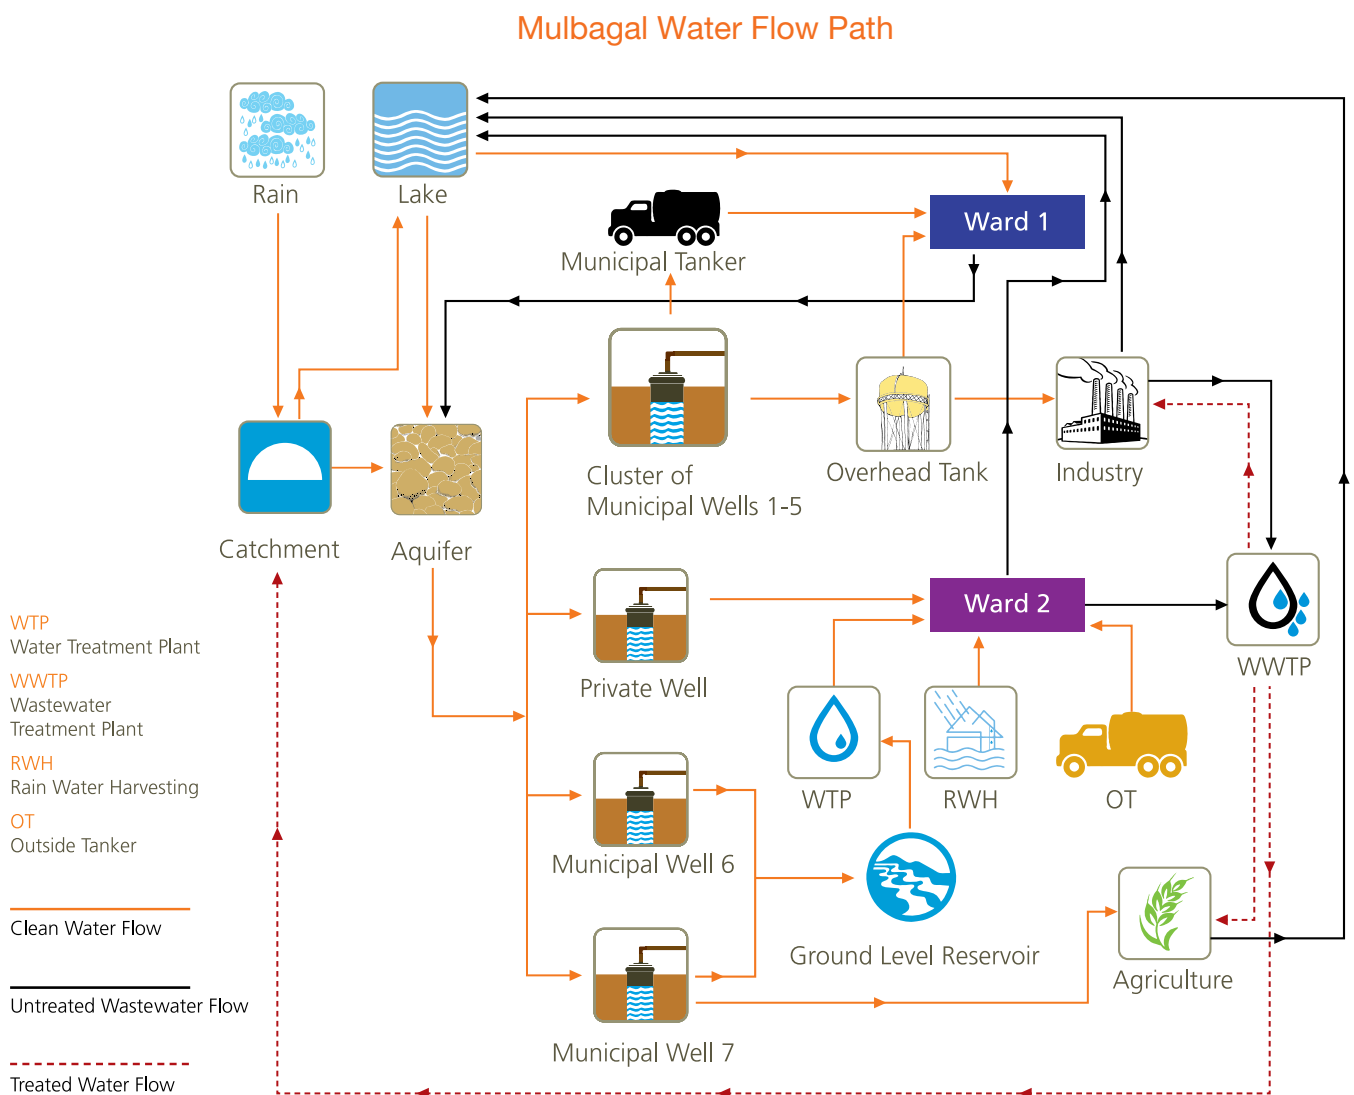 Mulbagal Water Flow Path
Rain
Lake
Ward 1
Municipal Tanker
Cluster of
Municipal Wells 1-5
Overhead Tank
Industry
Catchment
Aquifer
Ward 2
WWTP
Private Well
WTP
RWH
OT
Municipal Well 6
Ground Level Reservoir
Agriculture
Municipal Well 7
WTP
Water Treatment Plant
WWTP
Wastewater
Treatment Plant
RWH
Rain Water Harvesting
OT
Outside Tanker
Clean Water Flow
Untreated Wastewater Flow
Treated Water Flow